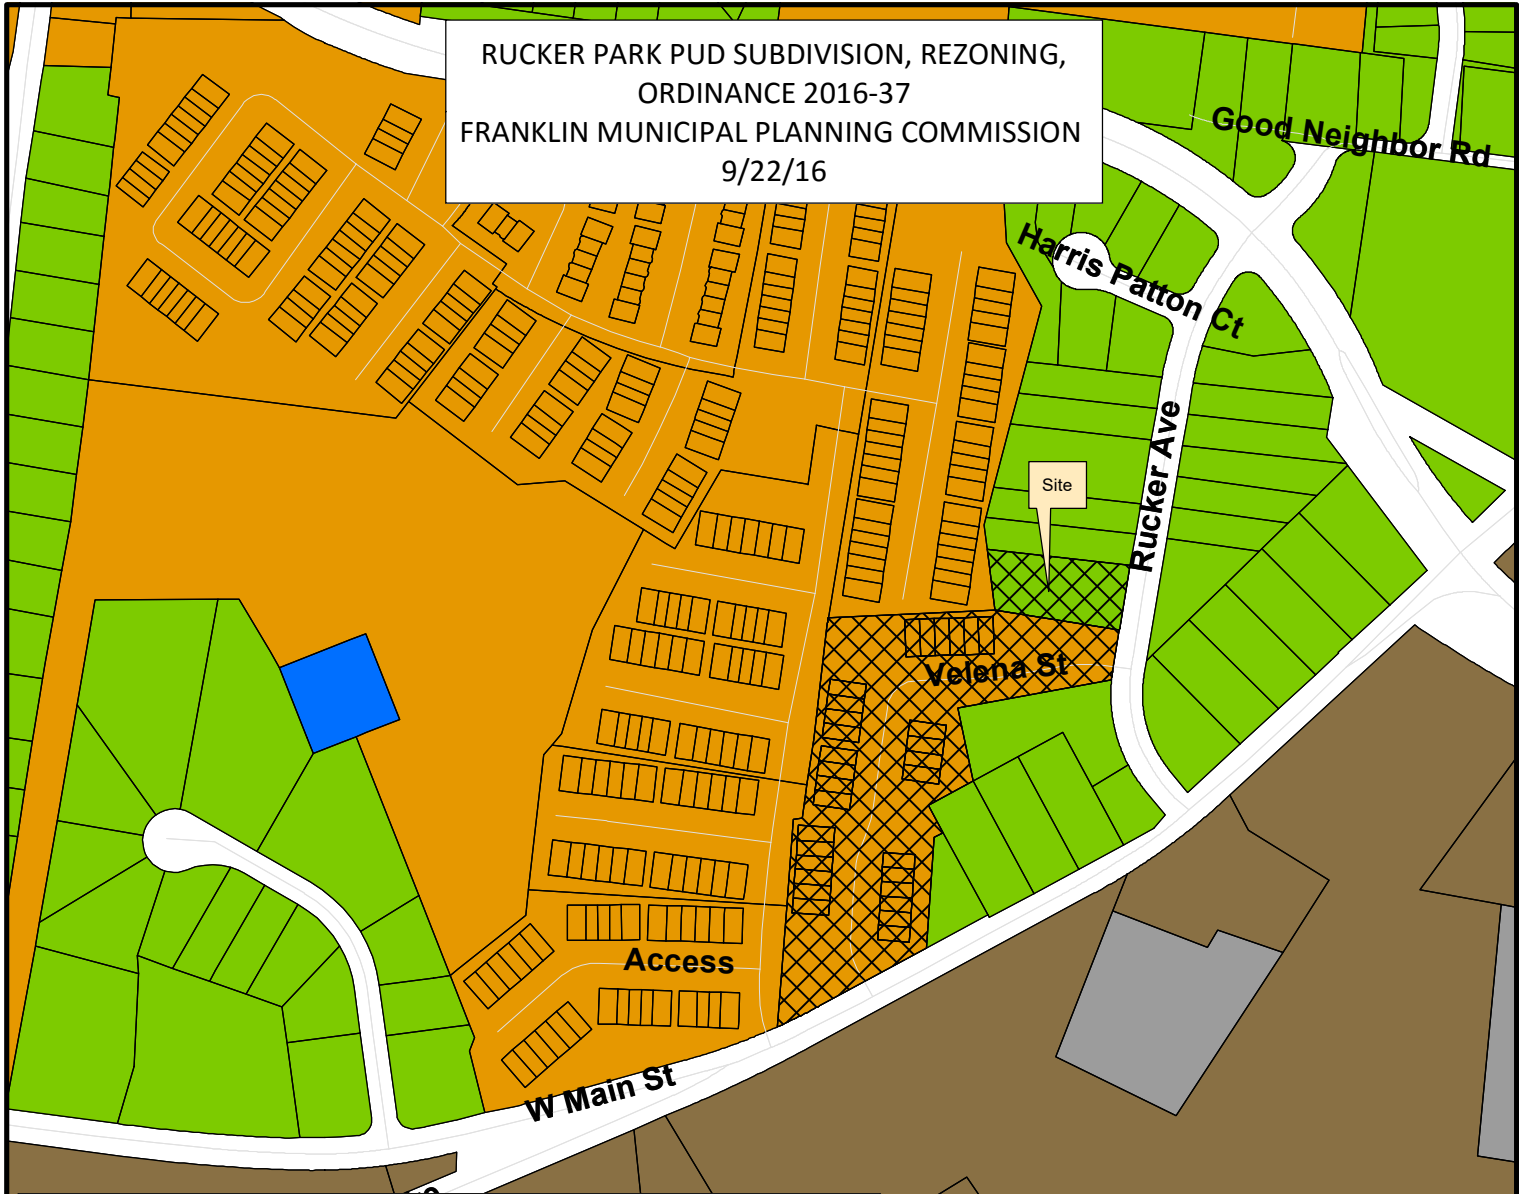 RUCKER PARK PUD SUBDIVISION, REZONING,
ORDINANCE 2016-37
FRANKLIN MUNICIPAL PLANNING COMMISSION
9/22/16
Good Neighbor Rd
Harris Patton Ct
Rucker Ave
Site
Velena St
Access
W Main St